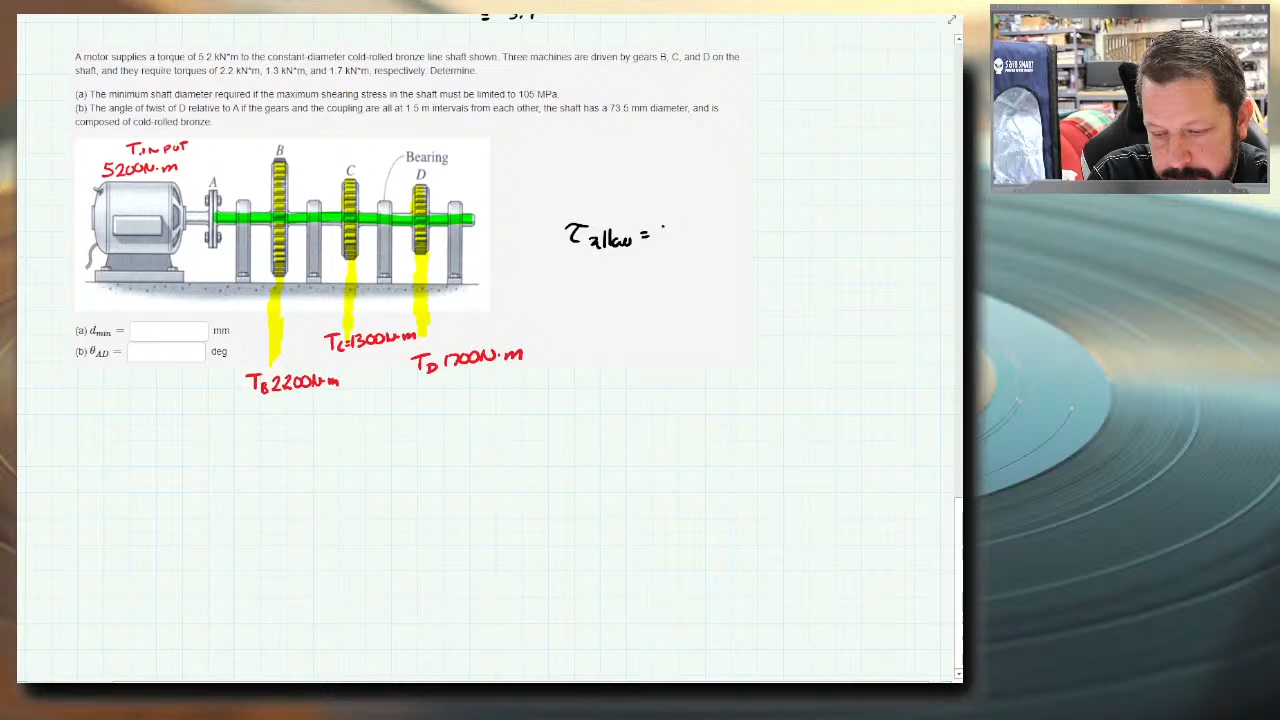 A motor supplies a torque of 5.2 kN*m to the constant-diameter cold-rolled bronze line shaft shown. Three machines are driven by gears B, C, and D on the
shaft, and they require torques of 2.2 kN*m, 1.3 kN*m, and 1.7 kN*m, respectively. Determine.
(a) The minimum shaft diameter required if the maximum shearing stress in the shaft must be limited to 105 MPa.
(b) The angle of twist of D relative to A if the gears and the coupling are all at 1.5 m intervals from each other, the shaft has a 73.5 mm diameter, and is
composed of cold-rolled bronze.
T, INPUT
5200N·m
A
B
C
Bearing
D
τallow =
(a) dmin = mm
(b) θAD = deg
TC=1300N·m
TD 1700N·m
TB 2200N·m